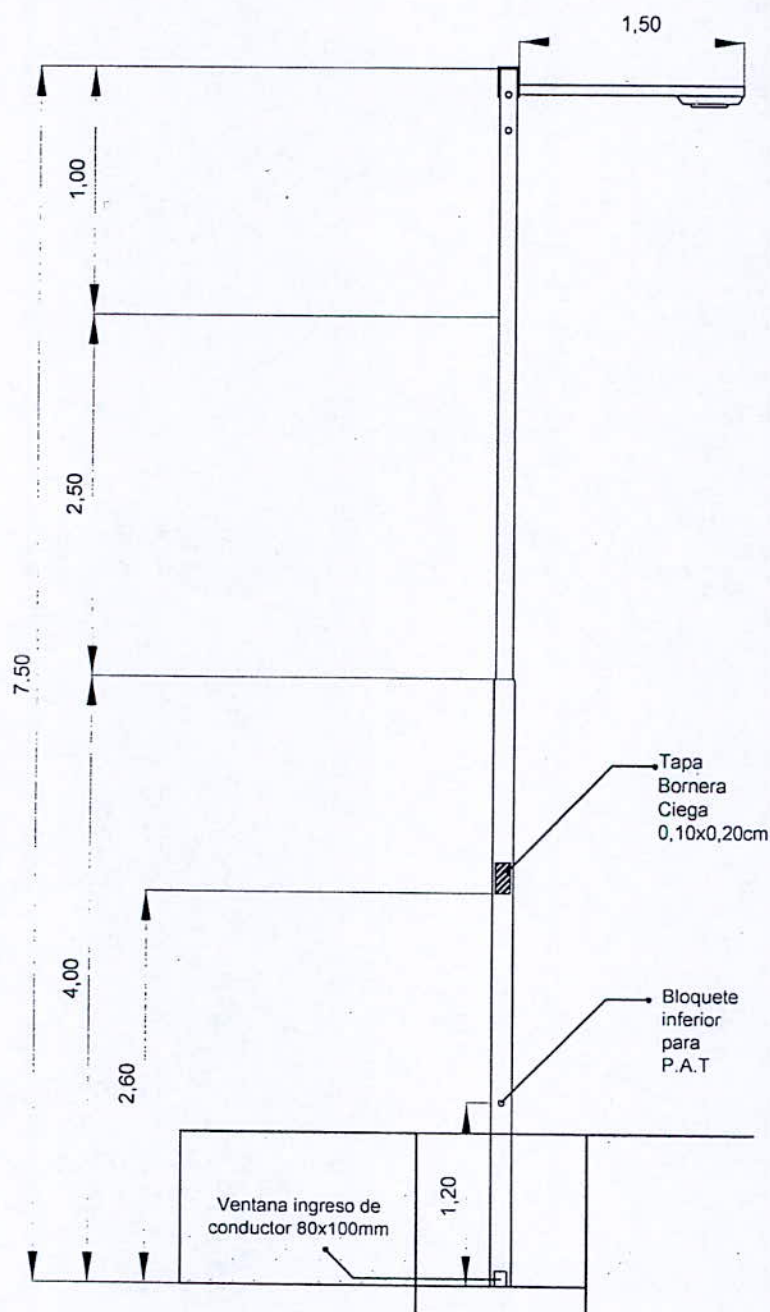 1,50
1,00
2,50
7.50
Tapa
Bornera
Ciega
0,10x0,20cm
4,00
2,60
Bloquete
inferior
para
P.A.T
1,20
Ventana ingreso de
conductor 80x100mm